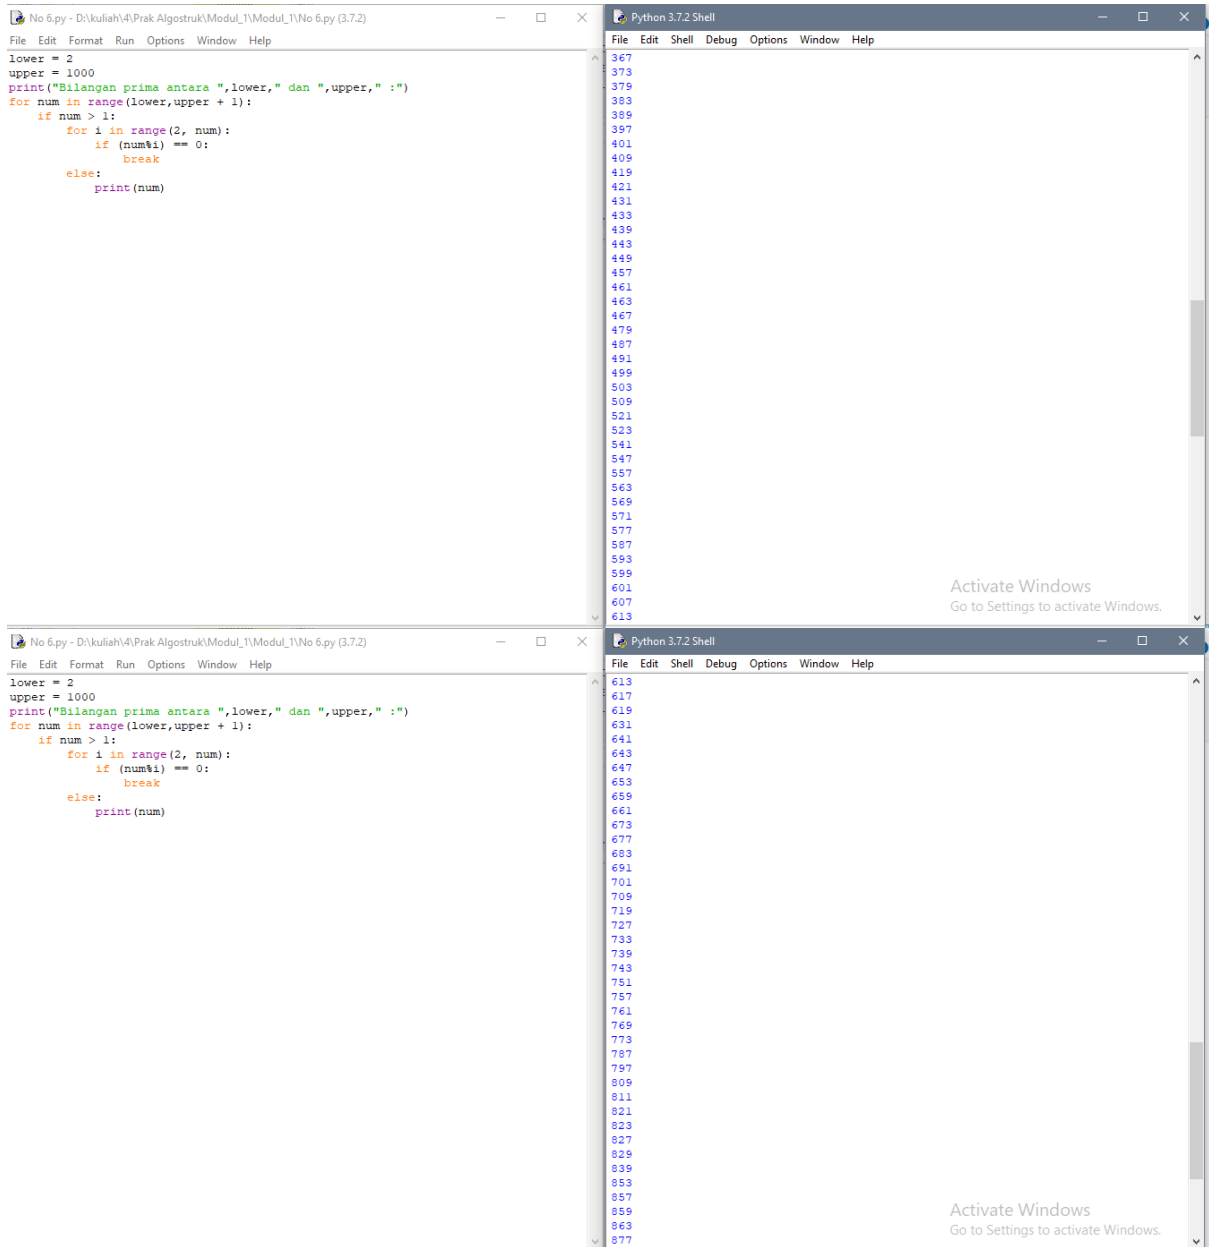 No 6.py - D:\kuliah\4\Prak Algostruk\Modul_1\Modul_1\No 6.py (3.7.2)
File Edit Format Run Options Window Help
lower = 2
upper = 1000
print("Bilangan prima antara ",lower," dan ",upper," :")
for num in range(lower,upper + 1):
    if num > 1:
        for i in range(2, num):
            if (num%i) == 0:
                break
        else:
            print(num)
Python 3.7.2 Shell
File Edit Shell Debug Options Window Help
367
373
379
383
389
397
401
409
419
421
431
433
439
443
449
457
461
463
467
479
487
491
499
503
509
521
523
541
547
557
563
569
571
577
587
593
599
601
607
613
Activate Windows
Go to Settings to activate Windows.
No 6.py - D:\kuliah\4\Prak Algostruk\Modul_1\Modul_1\No 6.py (3.7.2)
File Edit Format Run Options Window Help
lower = 2
upper = 1000
print("Bilangan prima antara ",lower," dan ",upper," :")
for num in range(lower,upper + 1):
    if num > 1:
        for i in range(2, num):
            if (num%i) == 0:
                break
        else:
            print(num)
Python 3.7.2 Shell
File Edit Shell Debug Options Window Help
613
617
619
631
641
643
647
653
659
661
673
677
683
691
701
709
719
727
733
739
743
751
757
761
769
773
787
797
809
811
821
823
827
829
839
853
857
859
863
877
Activate Windows
Go to Settings to activate Windows.